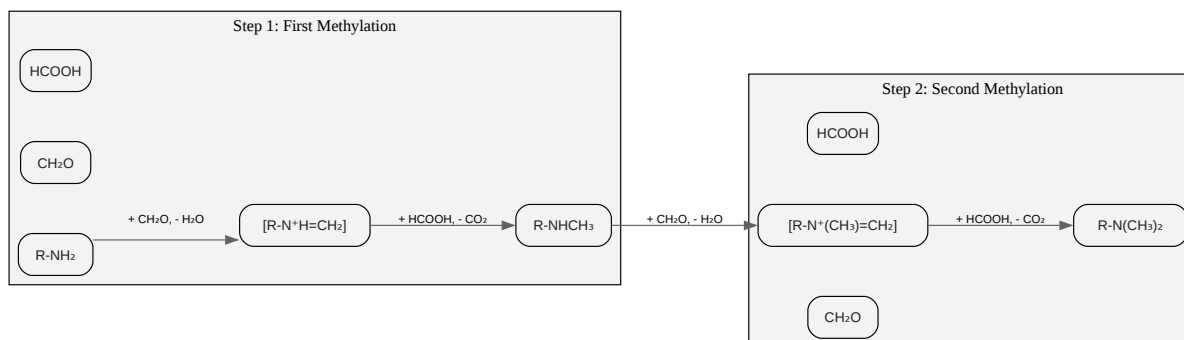 Step 1: First Methylation
HCOOH
CH₂O
R-NH₂
+ CH₂O, - H₂O
[R-N⁺H=CH₂]
+ HCOOH, - CO₂
R-NHCH₃
+ CH₂O, - H₂O
Step 2: Second Methylation
HCOOH
[R-N⁺(CH₃)=CH₂]
+ HCOOH, - CO₂
R-N(CH₃)₂
CH₂O